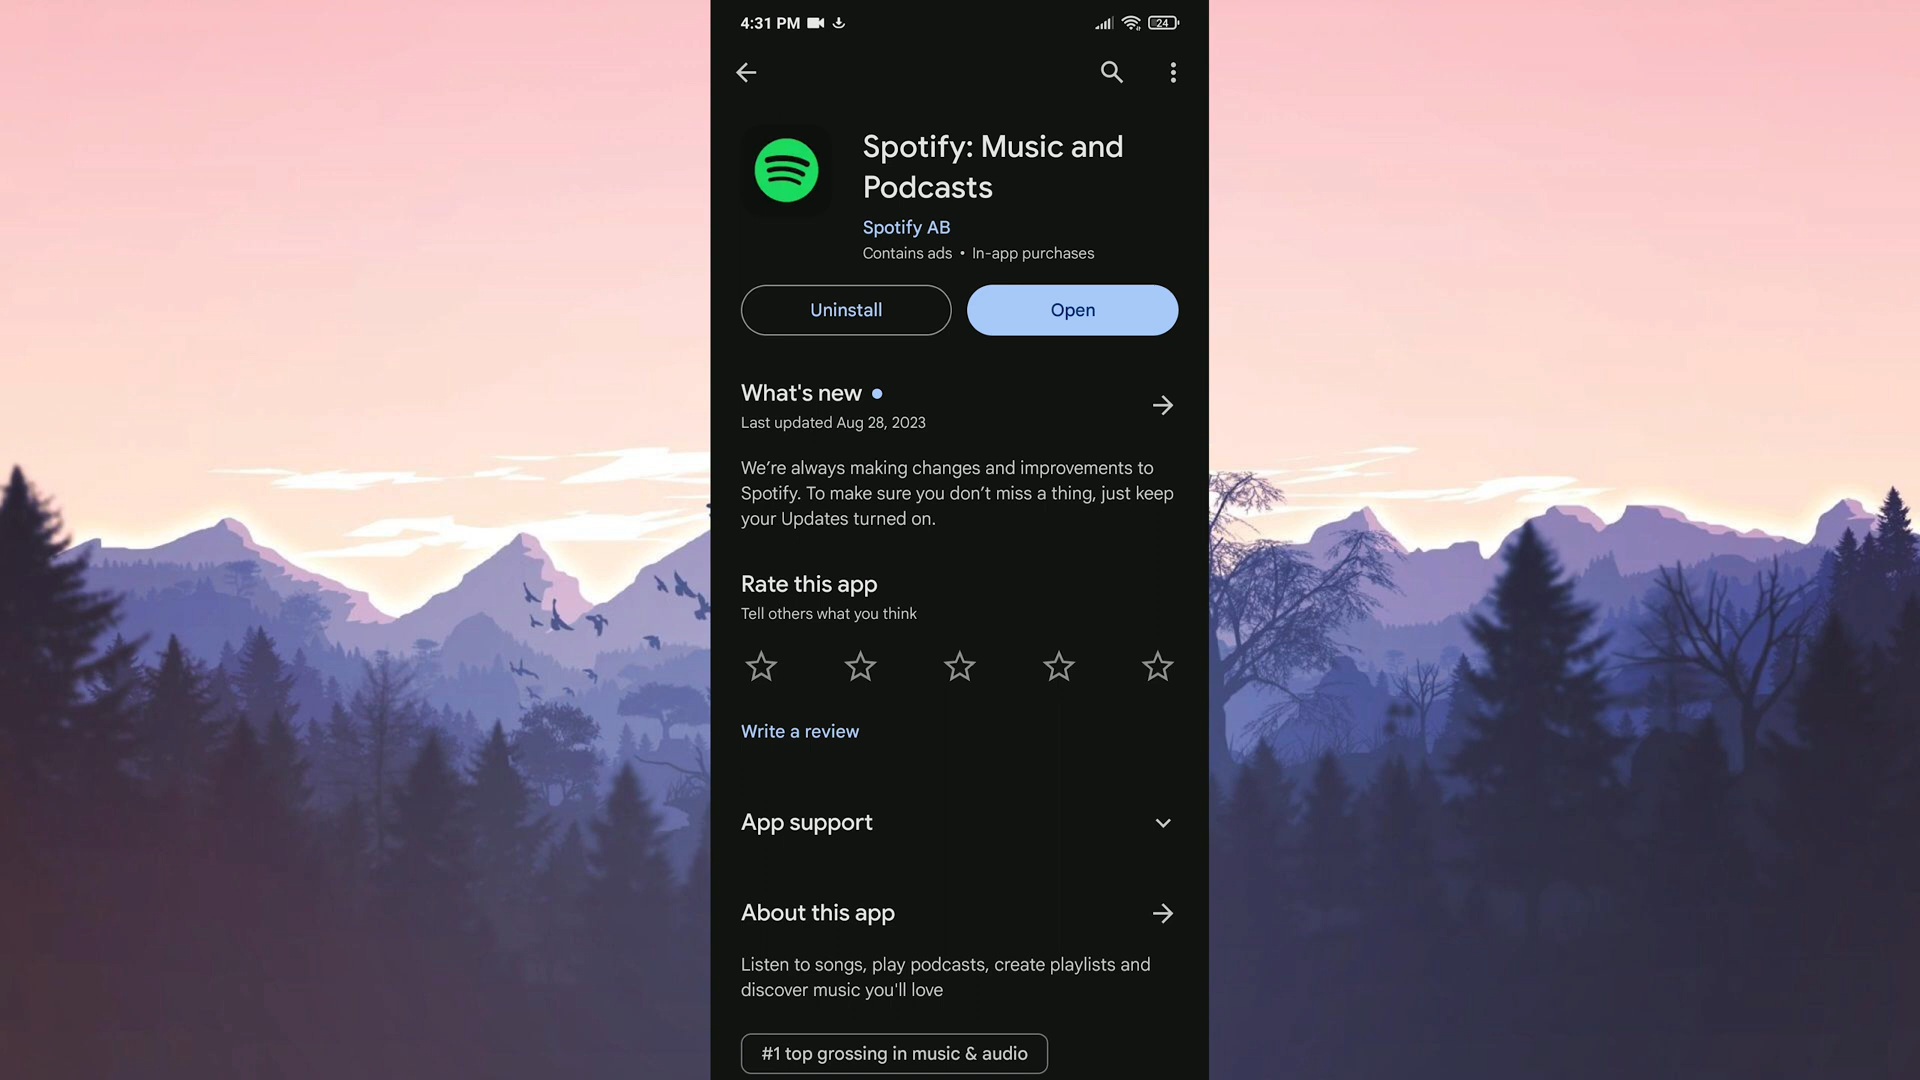 4:31 PM
24
Spotify: Music and
Podcasts
Spotify AB
Contains ads • In-app purchases
Uninstall
Open
What's new
Last updated Aug 28, 2023
We’re always making changes and improvements to
Spotify. To make sure you don’t miss a thing, just keep
your Updates turned on.
Rate this app
Tell others what you think
Write a review
App support
About this app
Listen to songs, play podcasts, create playlists and
discover music you'll love
#1 top grossing in music & audio